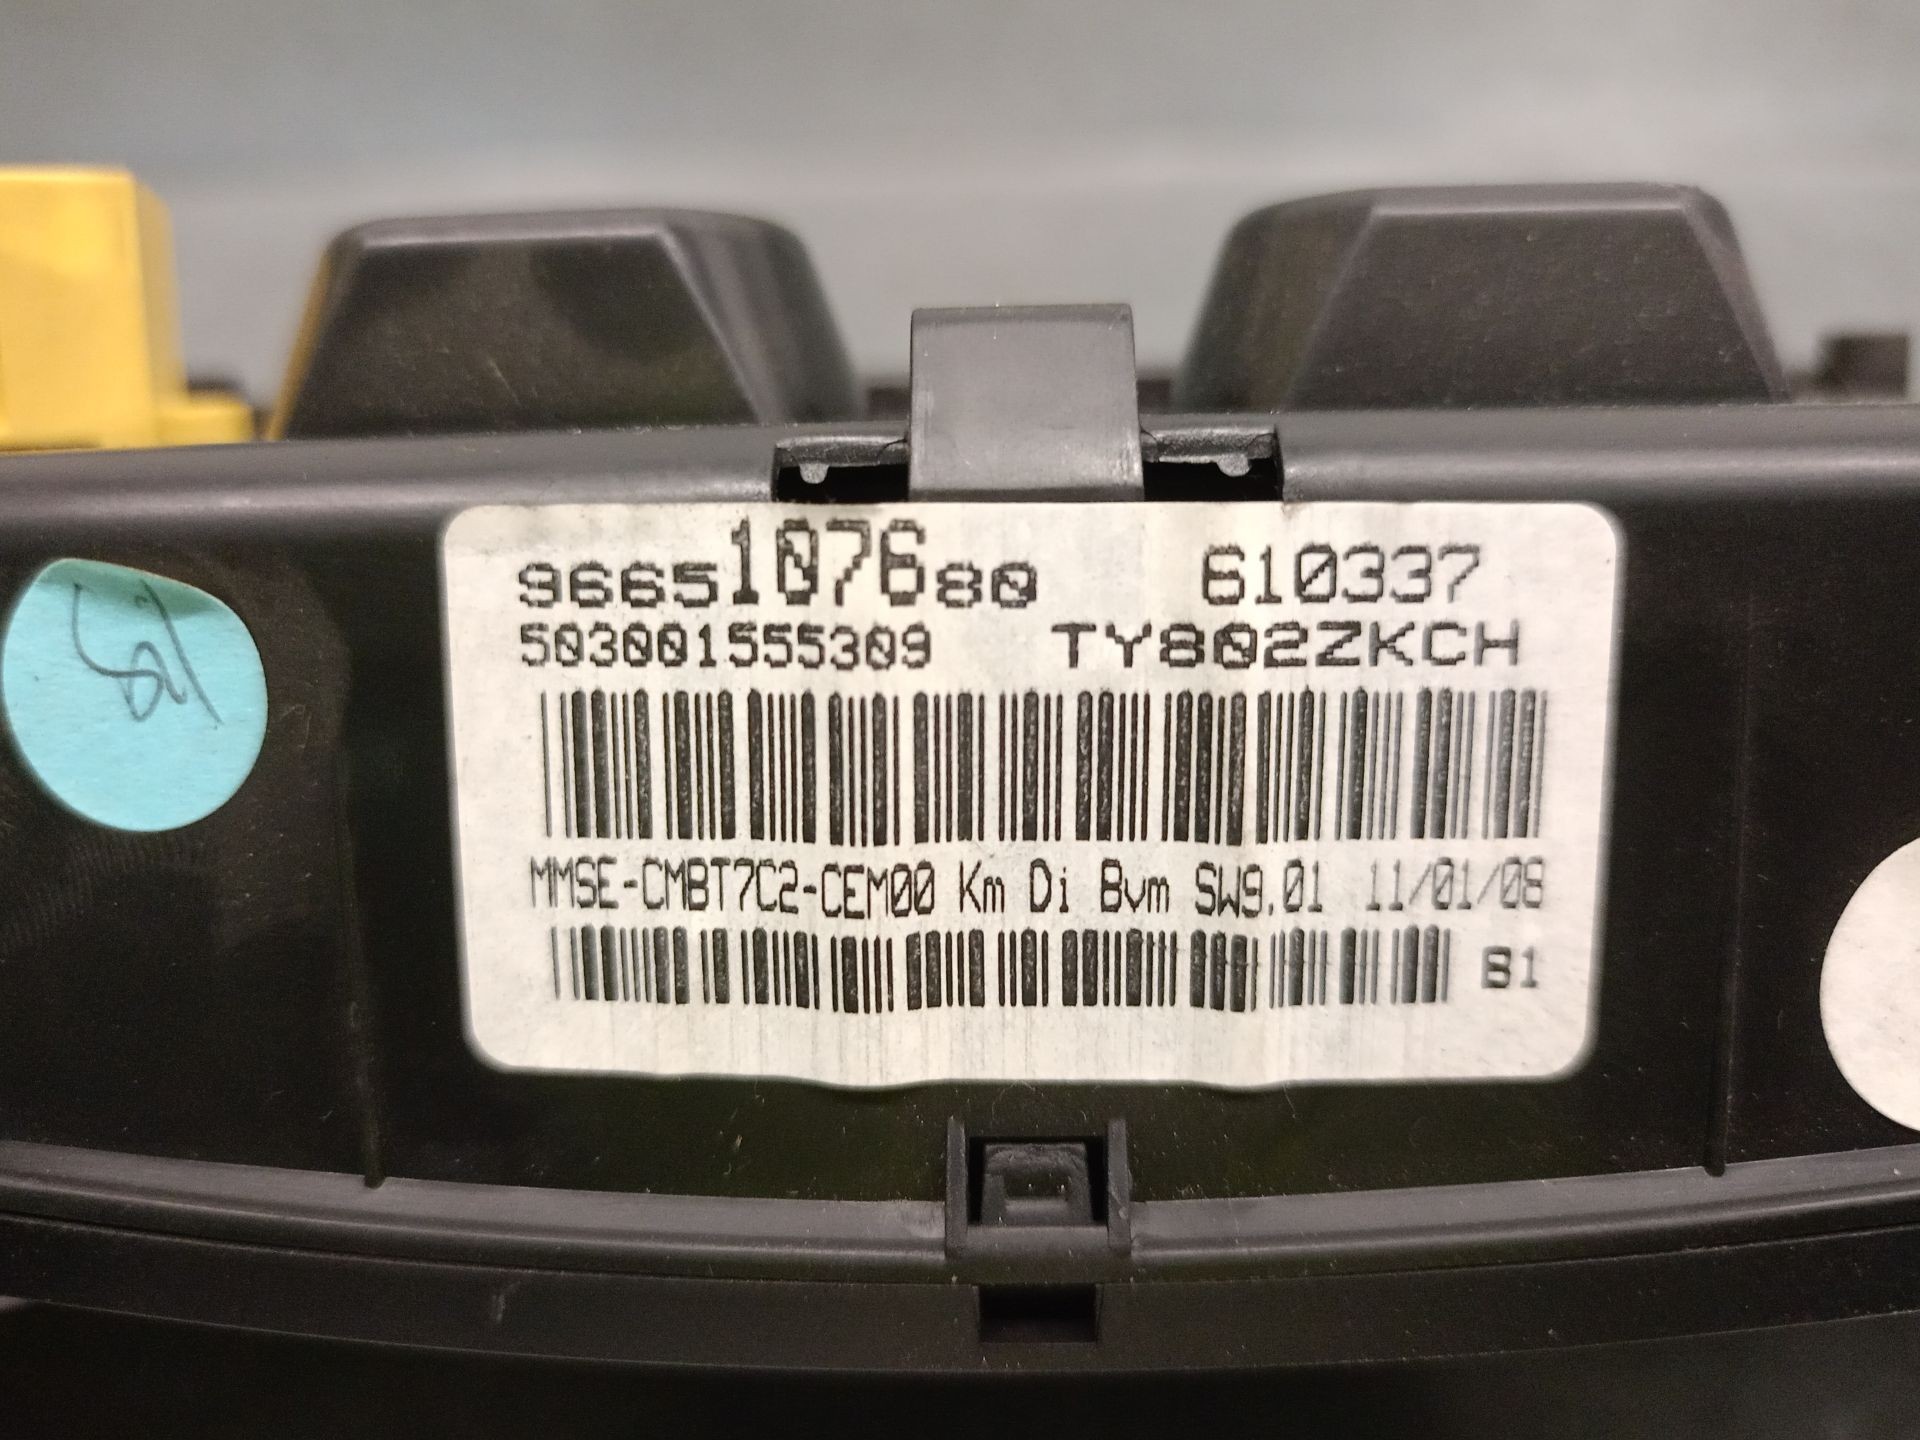 9665107680 610337
503001555309 TY802ZKCH
MMSE-CMBT7C2-CEM00 Km Di Bvm SW9.01 11/01/08
B1